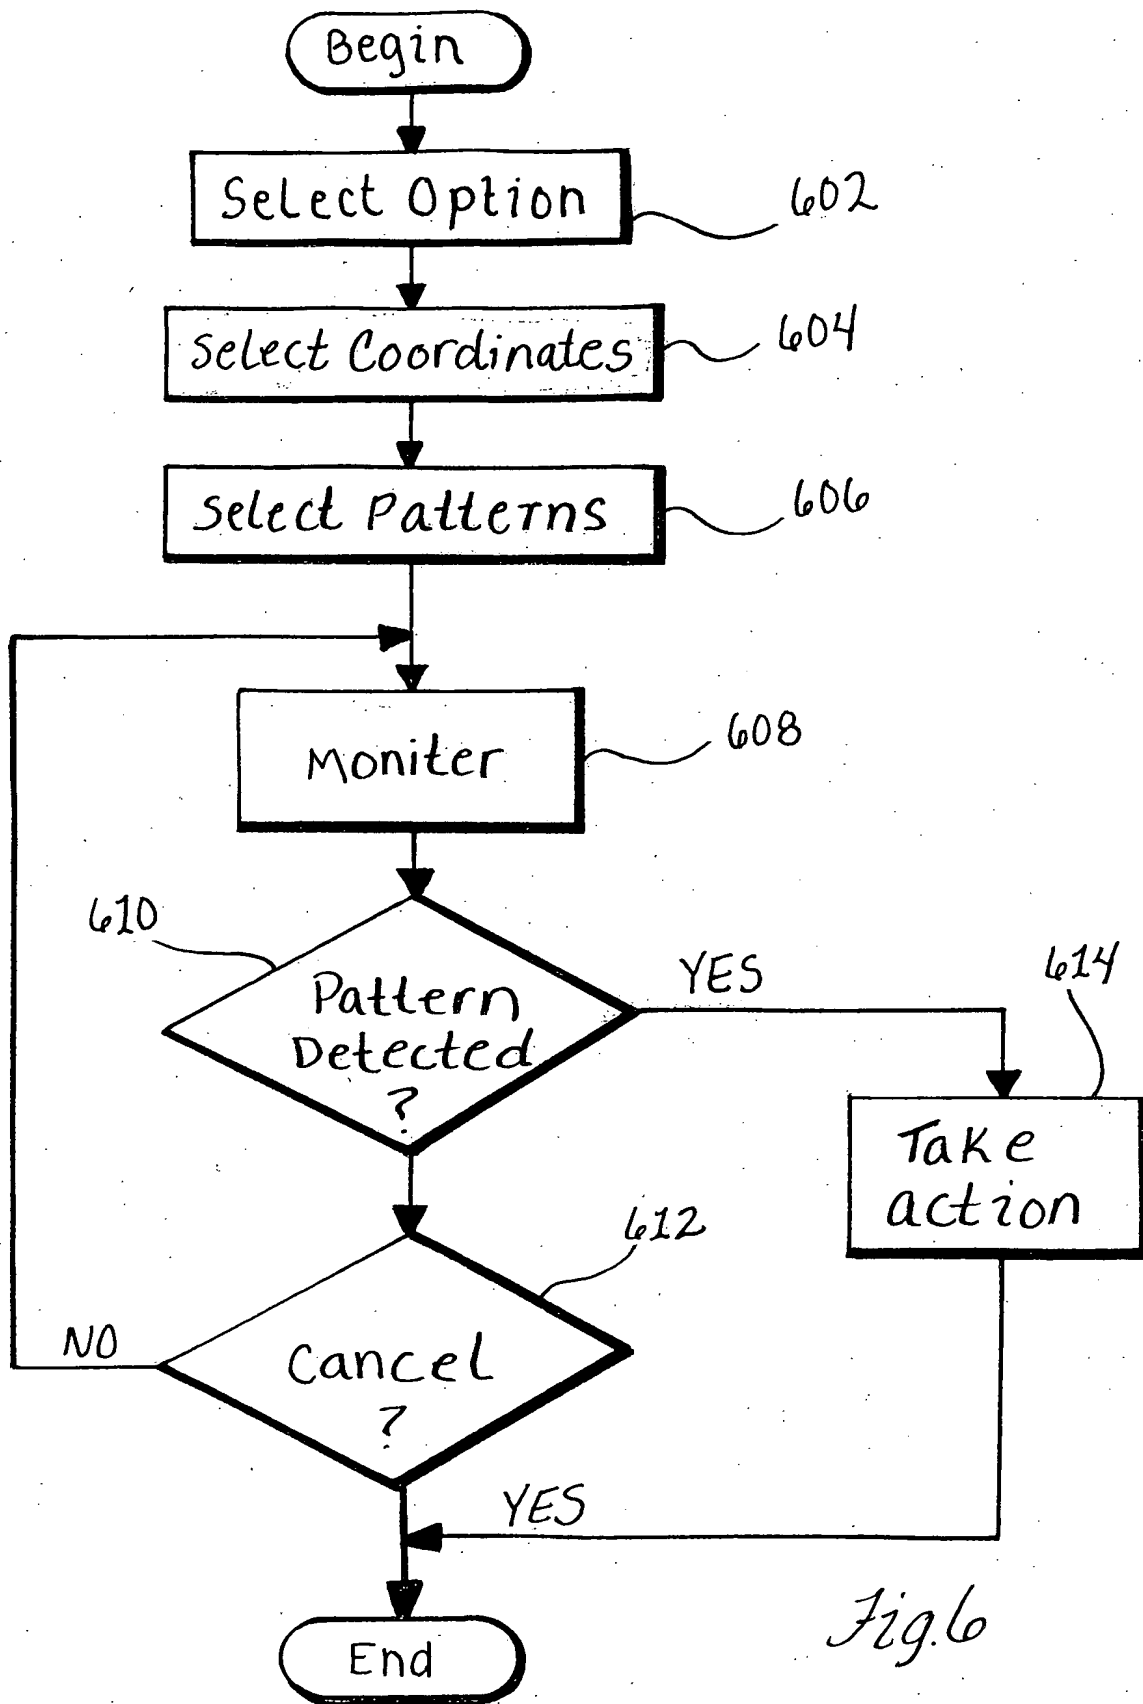 Begin
Select Option
602
Select Coordinates
604
Select Patterns
606
Moniter
608
610
Pattern
Detected
?
YES
614
Take
action
612
Cancel
?
NO
YES
End
Fig.6